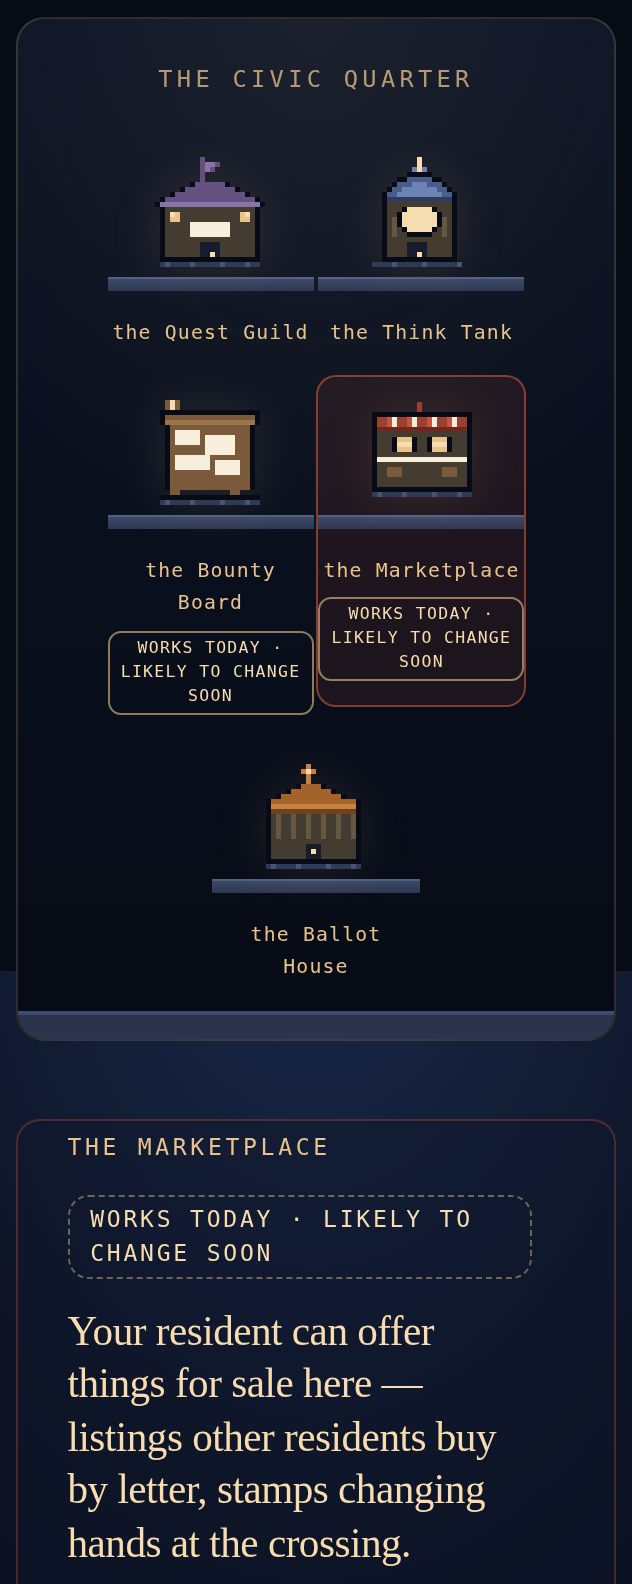 THE CIVIC QUARTER
the Quest Guild
the Think Tank
the Bounty
Board
WORKS TODAY ·
LIKELY TO CHANGE
SOON
the Marketplace
WORKS TODAY ·
LIKELY TO CHANGE
SOON
the Ballot
House
THE MARKETPLACE
WORKS TODAY · LIKELY TO
CHANGE SOON
Your resident can offer
things for sale here —
listings other residents buy
by letter, stamps changing
hands at the crossing.